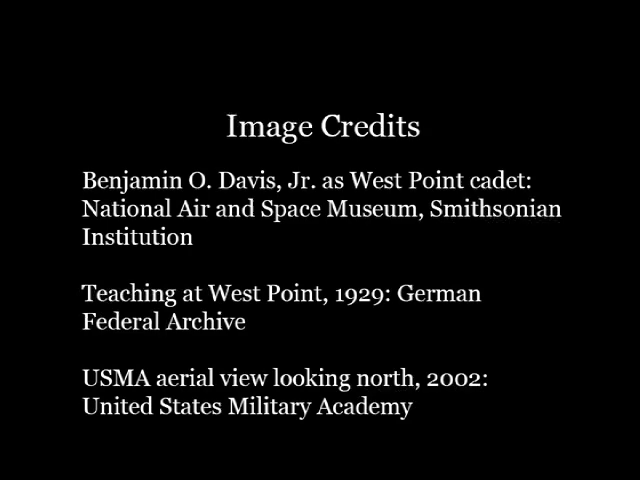 Image Credits
Benjamin O. Davis, Jr. as West Point cadet:
National Air and Space Museum, Smithsonian
Institution
Teaching at West Point, 1929: German
Federal Archive
USMA aerial view looking north, 2002:
United States Military Academy